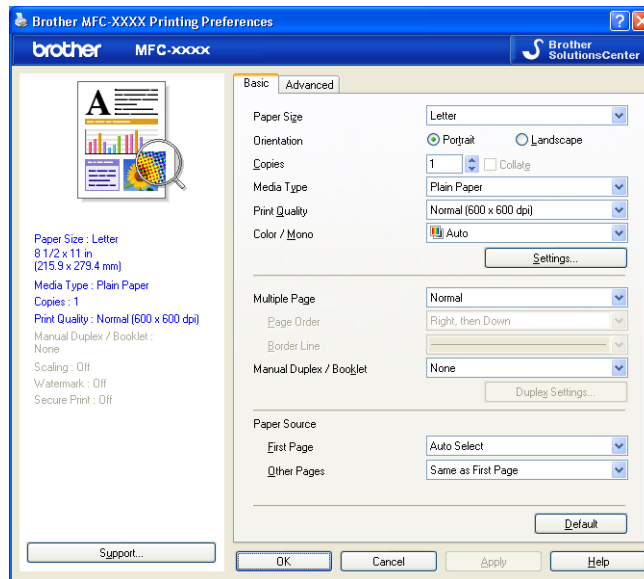 Brother MFC-XXXX Printing Preferences
brother MFC-xxxx
Brother
SolutionsCenter
A
Paper Size : Letter
8 1/2 x 11 in
(215.9 x 279.4 mm)
Media Type : Plain Paper
Copies : 1
Print Quality : Normal (600 x 600 dpi)
Manual Duplex / Booklet :
None
Scaling : Off
Watermark : Off
Secure Print : Off
Support...
Basic Advanced
Paper Size Letter
Orientation Portrait Landscape
Copies 1 Collate
Media Type Plain Paper
Print Quality Normal (600 x 600 dpi)
Color / Mono Auto
Settings...
Multiple Page Normal
Page Order Right, then Down
Border Line
Manual Duplex / Booklet None
Duplex Settings...
Paper Source
First Page Auto Select
Other Pages Same as First Page
Default
OK Cancel Apply Help